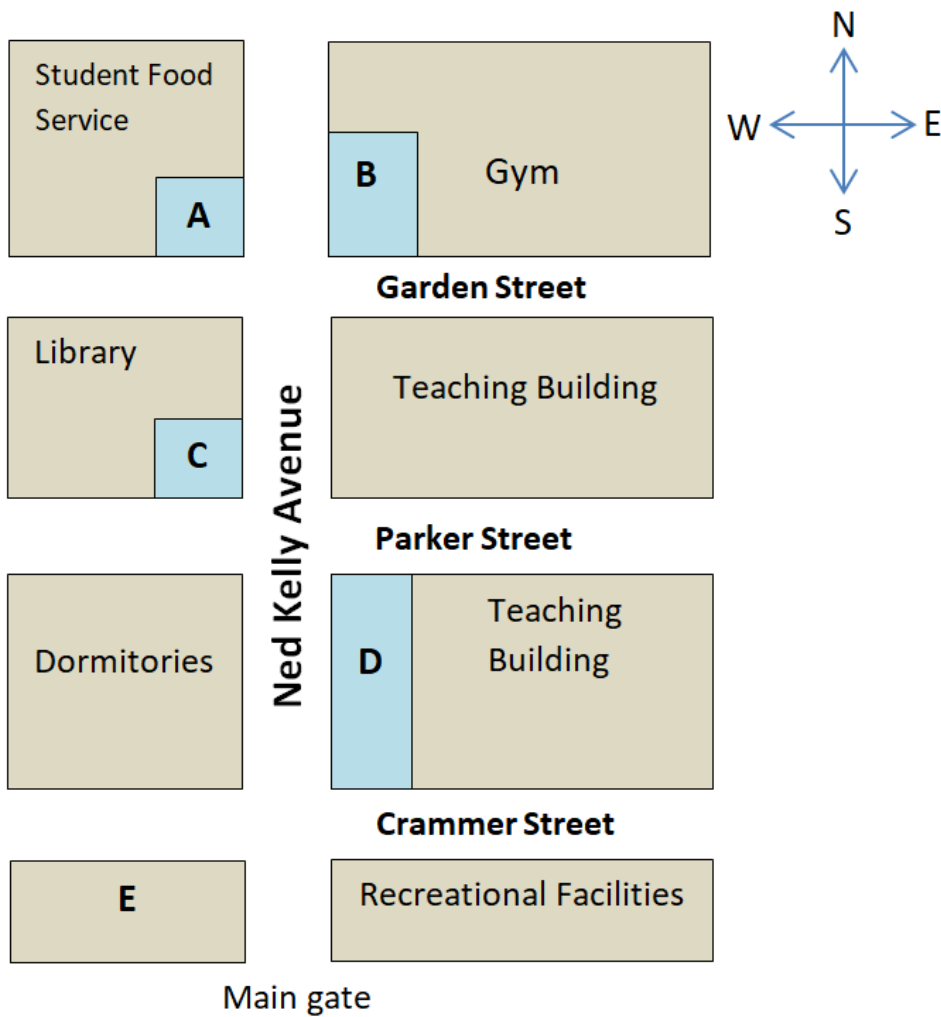 N
W
E
S
Student Food
Service
A
B
Gym
Garden Street
Library
C
Teaching Building
Ned Kelly Avenue
Parker Street
Dormitories
D
Teaching
Building
Crammer Street
E
Recreational Facilities
Main gate